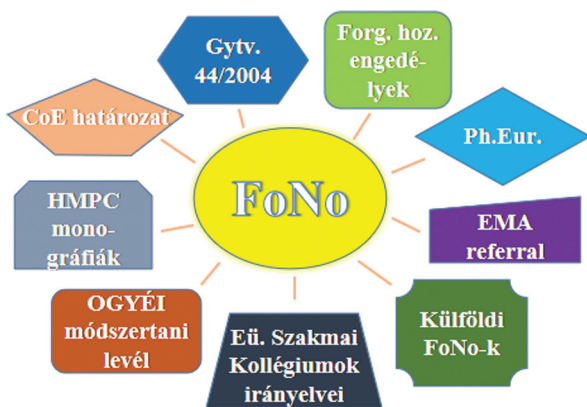 Gytv.
44/2004
Forg. hoz.
engedé-
lyek
CoE határozat
Ph.Eur.
FoNo
HMPC
mono-
gráfiák
EMA
referral
OGYÉI
módszertani
levél
Eü. Szakmai
Kollégiumok
irányelvei
Külföldi
FoNo-k